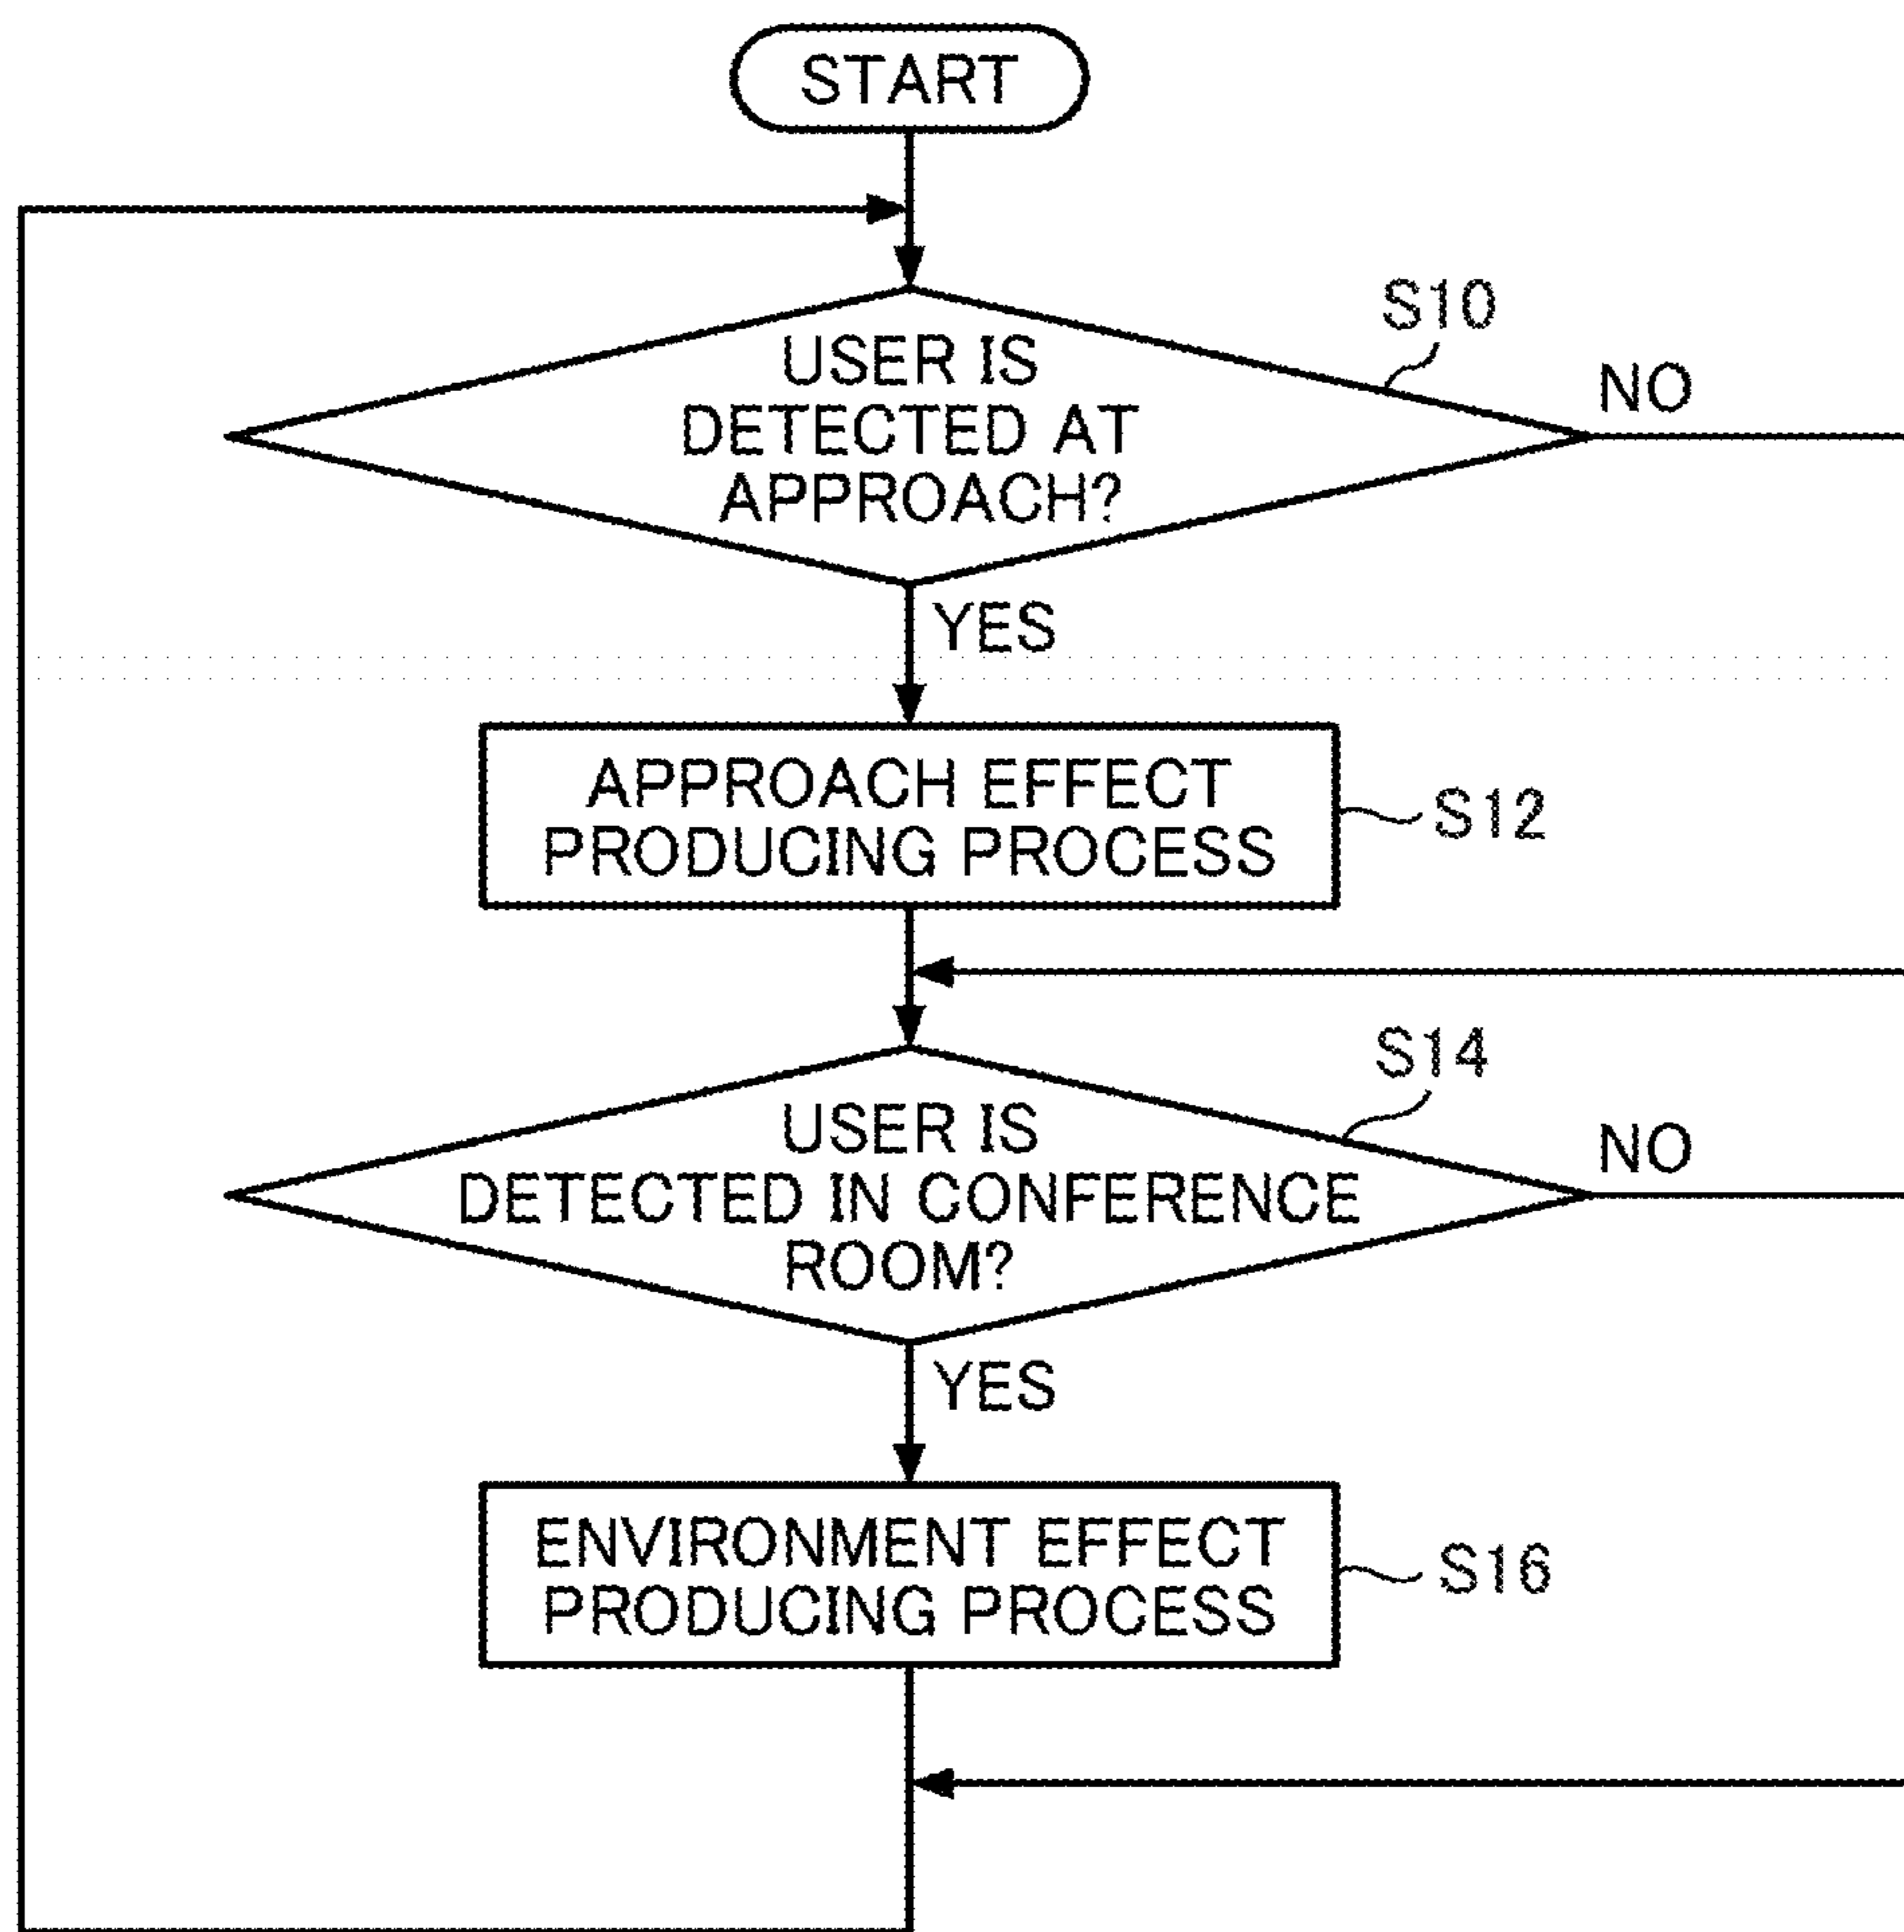 START
S10
USER IS
DETECTED AT
APPROACH?
NO
YES
APPROACH EFFECT
PRODUCING PROCESS
S12
S14
USER IS
DETECTED IN CONFERENCE
ROOM?
NO
YES
ENVIRONMENT EFFECT
PRODUCING PROCESS
S16